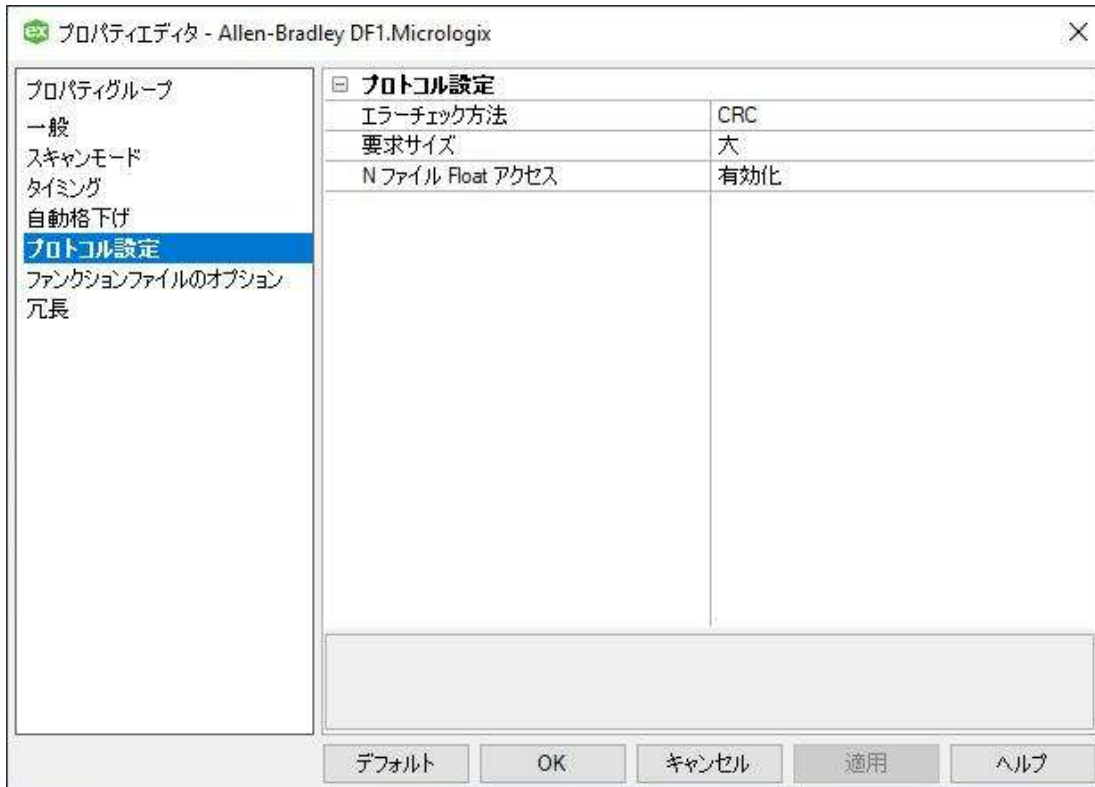 プロパティエディタ - Allen-Bradley DF1.Micrologix
プロパティグループ
一般
スキャンモード
タイミング
自動格下げ
プロトコル設定
ファンクションファイルのオプション
冗長
プロトコル設定
エラーチェック方法 CRC
要求サイズ 大
N ファイル Float アクセス 有効化
デフォルト OK キャンセル 適用 ヘルプ